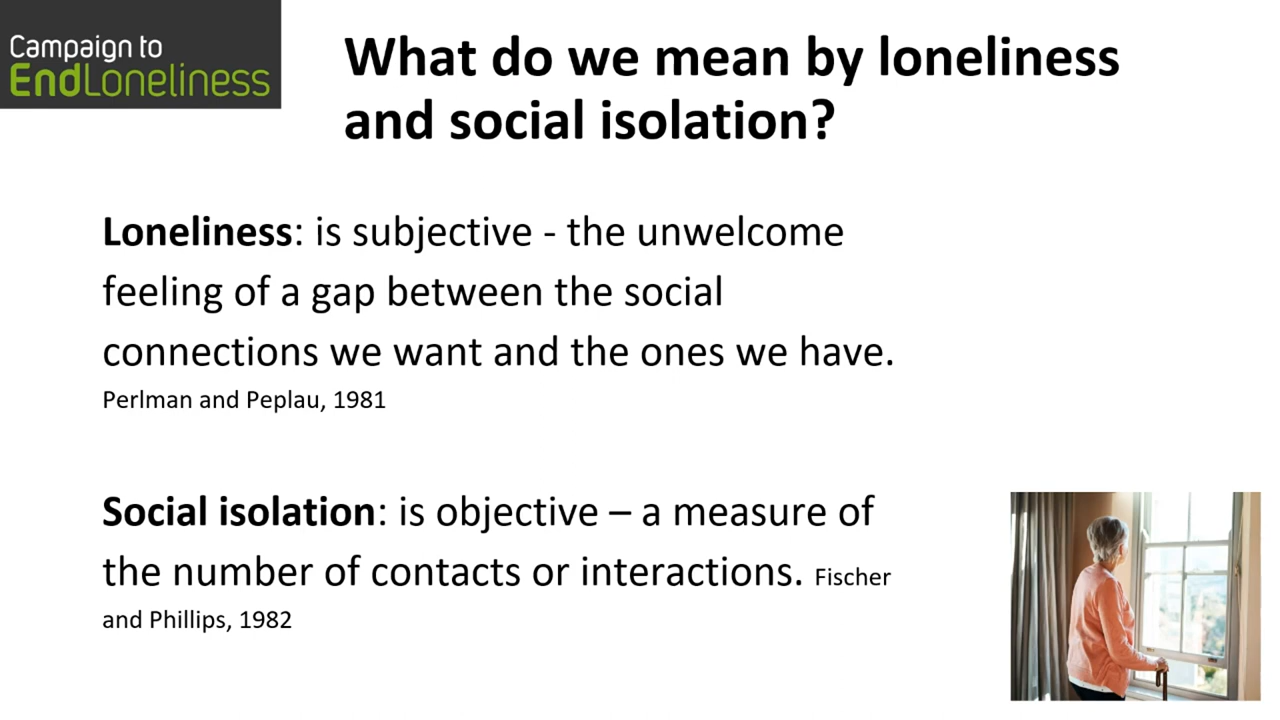 Campaign to
EndLoneliness
What do we mean by loneliness
and social isolation?
Loneliness: is subjective - the unwelcome
feeling of a gap between the social
connections we want and the ones we have.
Perlman and Peplau, 1981
Social isolation: is objective – a measure of
the number of contacts or interactions. Fischer
and Phillips, 1982